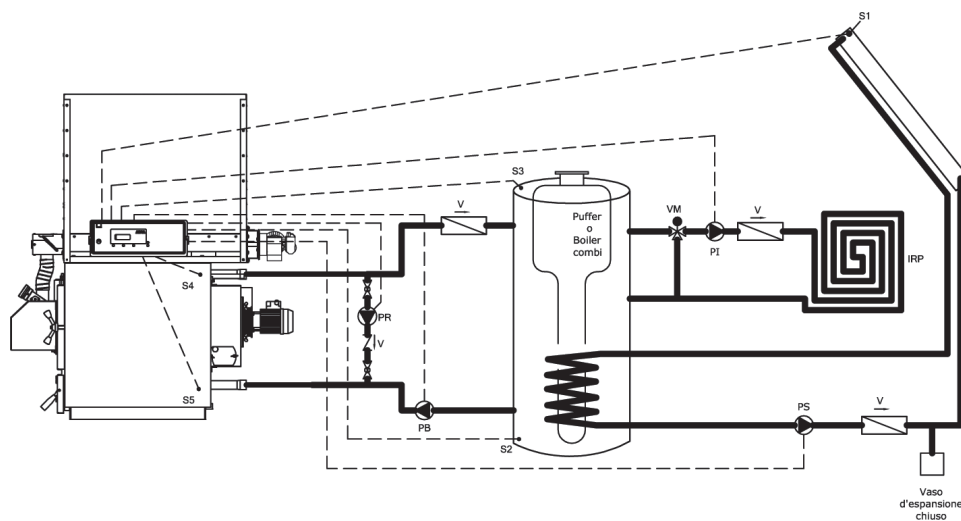 S1
S3
V
Puffer
o
Boiler
combi
VM
V
PI
IRP
S4
PR
V
S5
PB
S2
PS
V
Vaso
d'espansione
chiuso